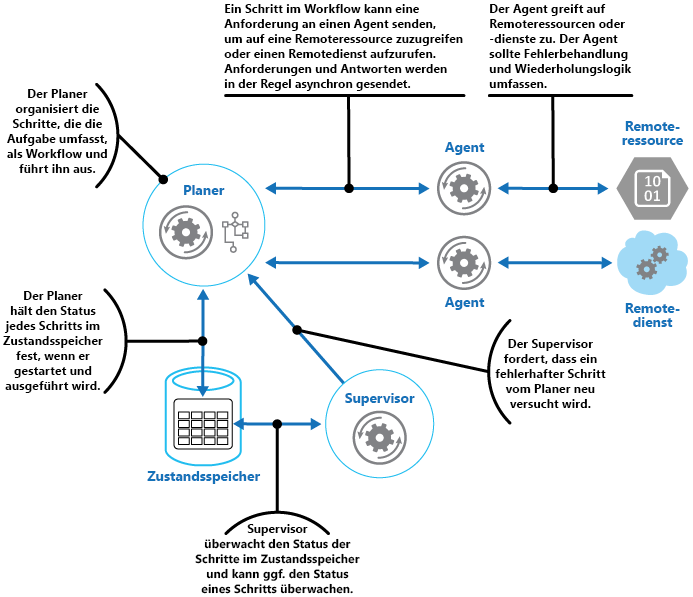 Ein Schritt im Workflow kann eine
Anforderung an einen Agent senden,
um auf eine Remoteressource zuzugreifen
oder einen Remotedienst aufzurufen.
Anforderungen und Antworten werden
in der Regel asynchron gesendet.
Der Agent greift auf
Remoteressourcen oder
-dienste zu. Der Agent
sollte Fehlerbehandlung
und Wiederholungslogik
umfassen.
Der Planer
organisiert die
Schritte, die die
Aufgabe umfasst,
als Workflow und
führt ihn aus.
Planer
Agent
Remote-
ressource
10
01
Agent
Remote-
dienst
Der Planer
hält den Status
jedes Schritts im
Zustandsspeicher
fest, wenn er
gestartet und
ausgeführt wird.
Der Supervisor
fordert, dass ein
fehlerhafter Schritt
vom Planer neu
versucht wird.
Supervisor
Zustandsspeicher
Supervisor
überwacht den Status der
Schritte im Zustandsspeicher
und kann ggf. den Status
eines Schritts überwachen.